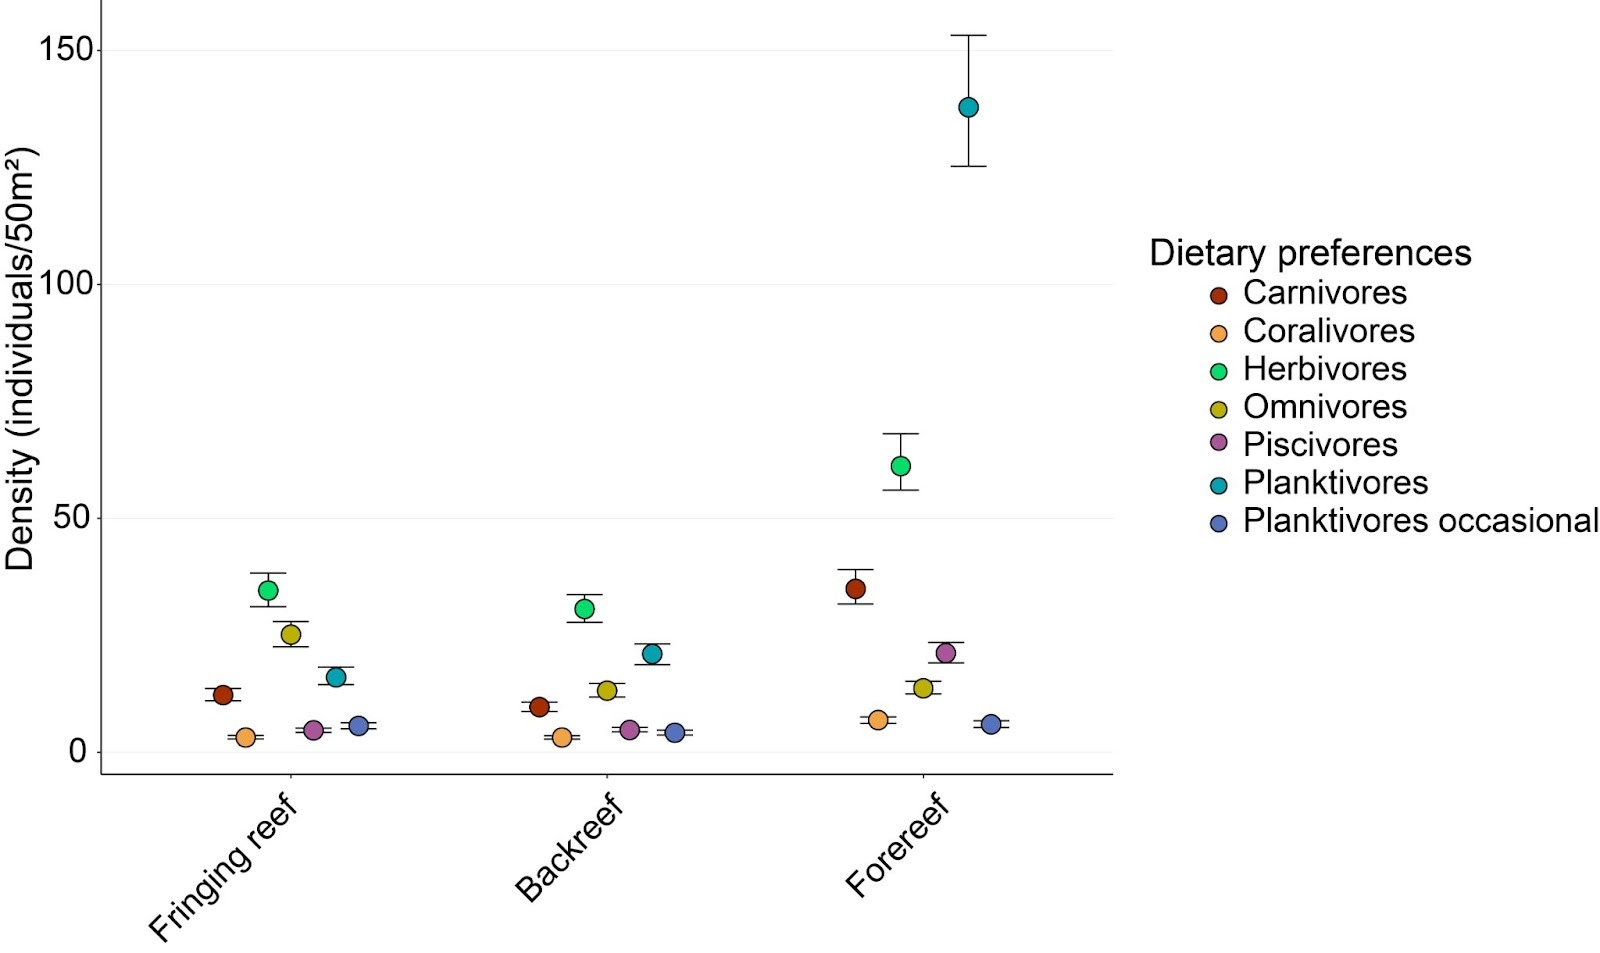 Density (individuals/50m²)
150
100
50
0
Fringing reef
Backreef
Forereef
Dietary preferences
Carnivores
Coralivores
Herbivores
Omnivores
Piscivores
Planktivores
Planktivores occasional